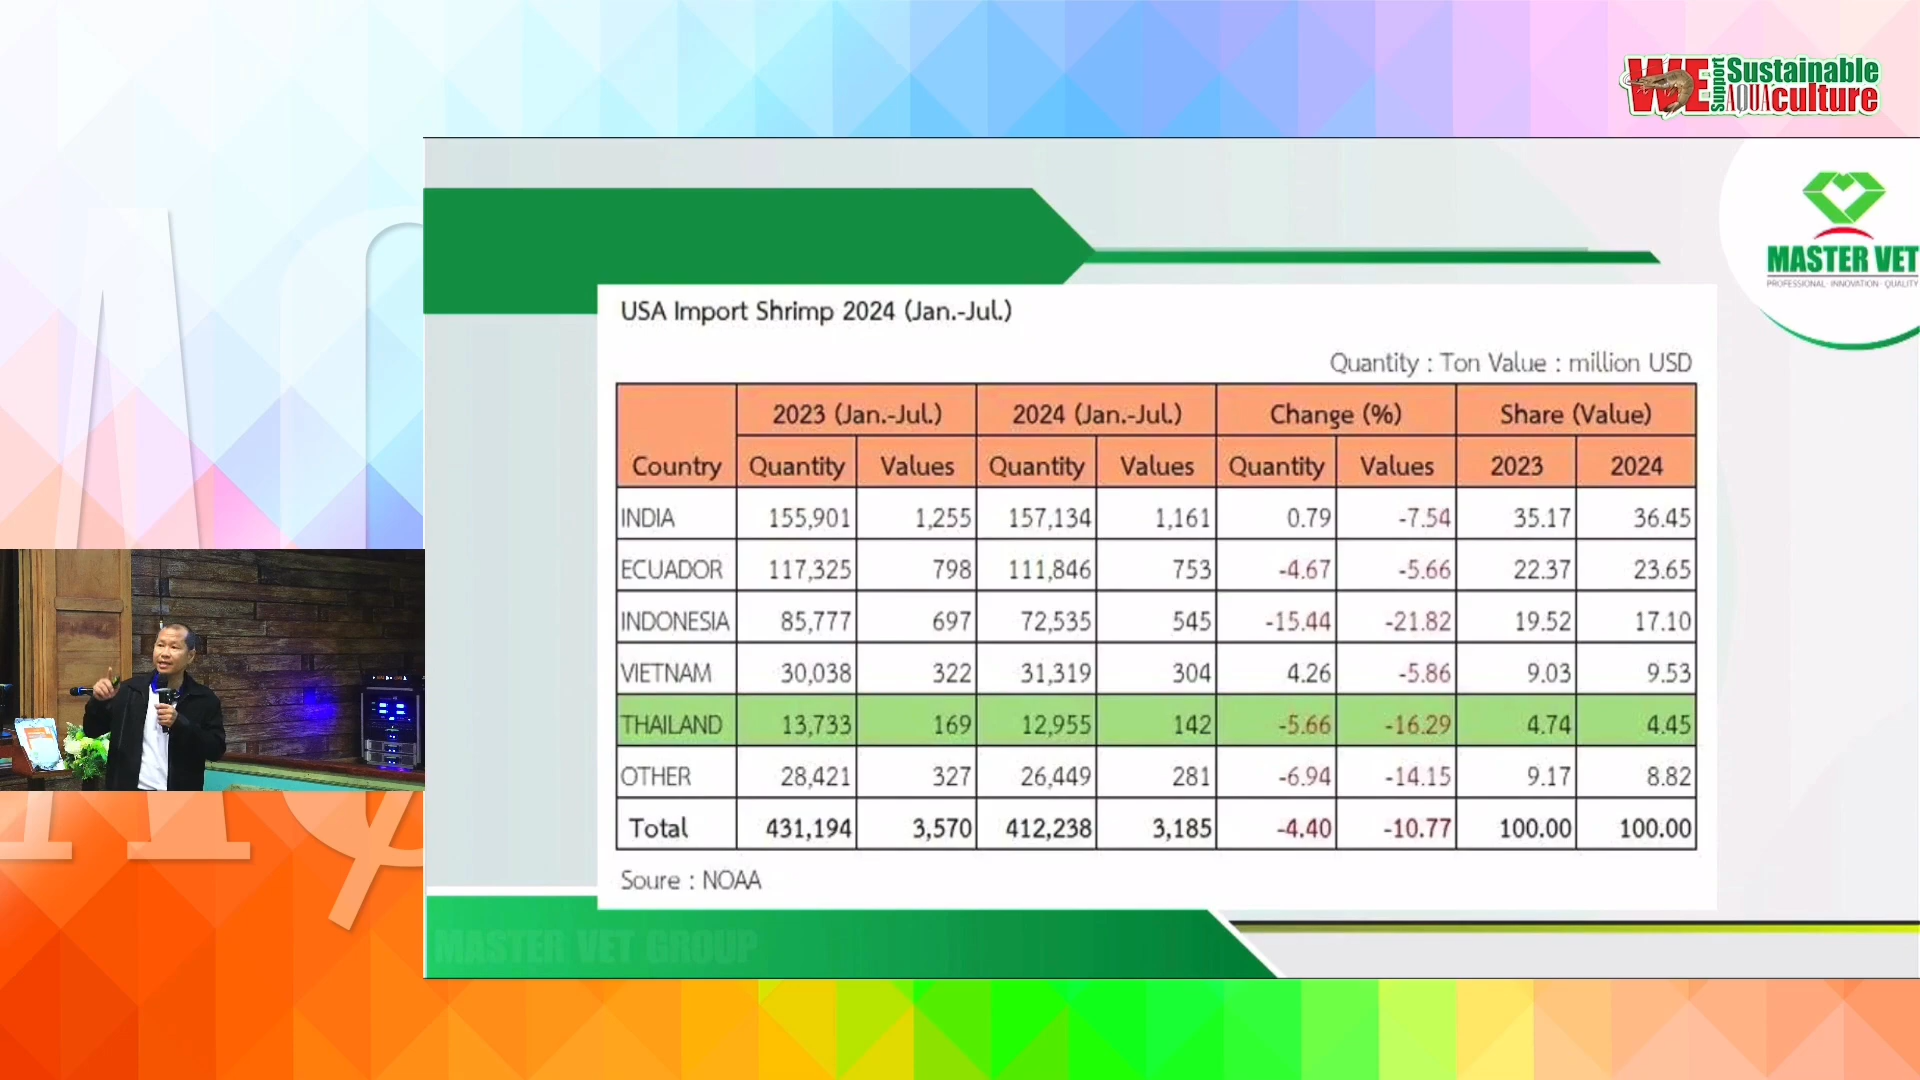 WE Support Sustainable AQUAculture
MASTER VET
PROFESSIONAL · INNOVATION · QUALITY
USA Import Shrimp 2024 (Jan.-Jul.)
Quantity : Ton Value : million USD
Country 2023 (Jan.-Jul.) 2024 (Jan.-Jul.) Change (%) Share (Value)
Quantity Values Quantity Values Quantity Values 2023 2024
INDIA 155,901 1,255 157,134 1,161 0.79 -7.54 35.17 36.45
ECUADOR 117,325 798 111,846 753 -4.67 -5.66 22.37 23.65
INDONESIA 85,777 697 72,535 545 -15.44 -21.82 19.52 17.10
VIETNAM 30,038 322 31,319 304 4.26 -5.86 9.03 9.53
THAILAND 13,733 169 12,955 142 -5.66 -16.29 4.74 4.45
OTHER 28,421 327 26,449 281 -6.94 -14.15 9.17 8.82
Total 431,194 3,570 412,238 3,185 -4.40 -10.77 100.00 100.00
Soure : NOAA
MASTER VET GROUP